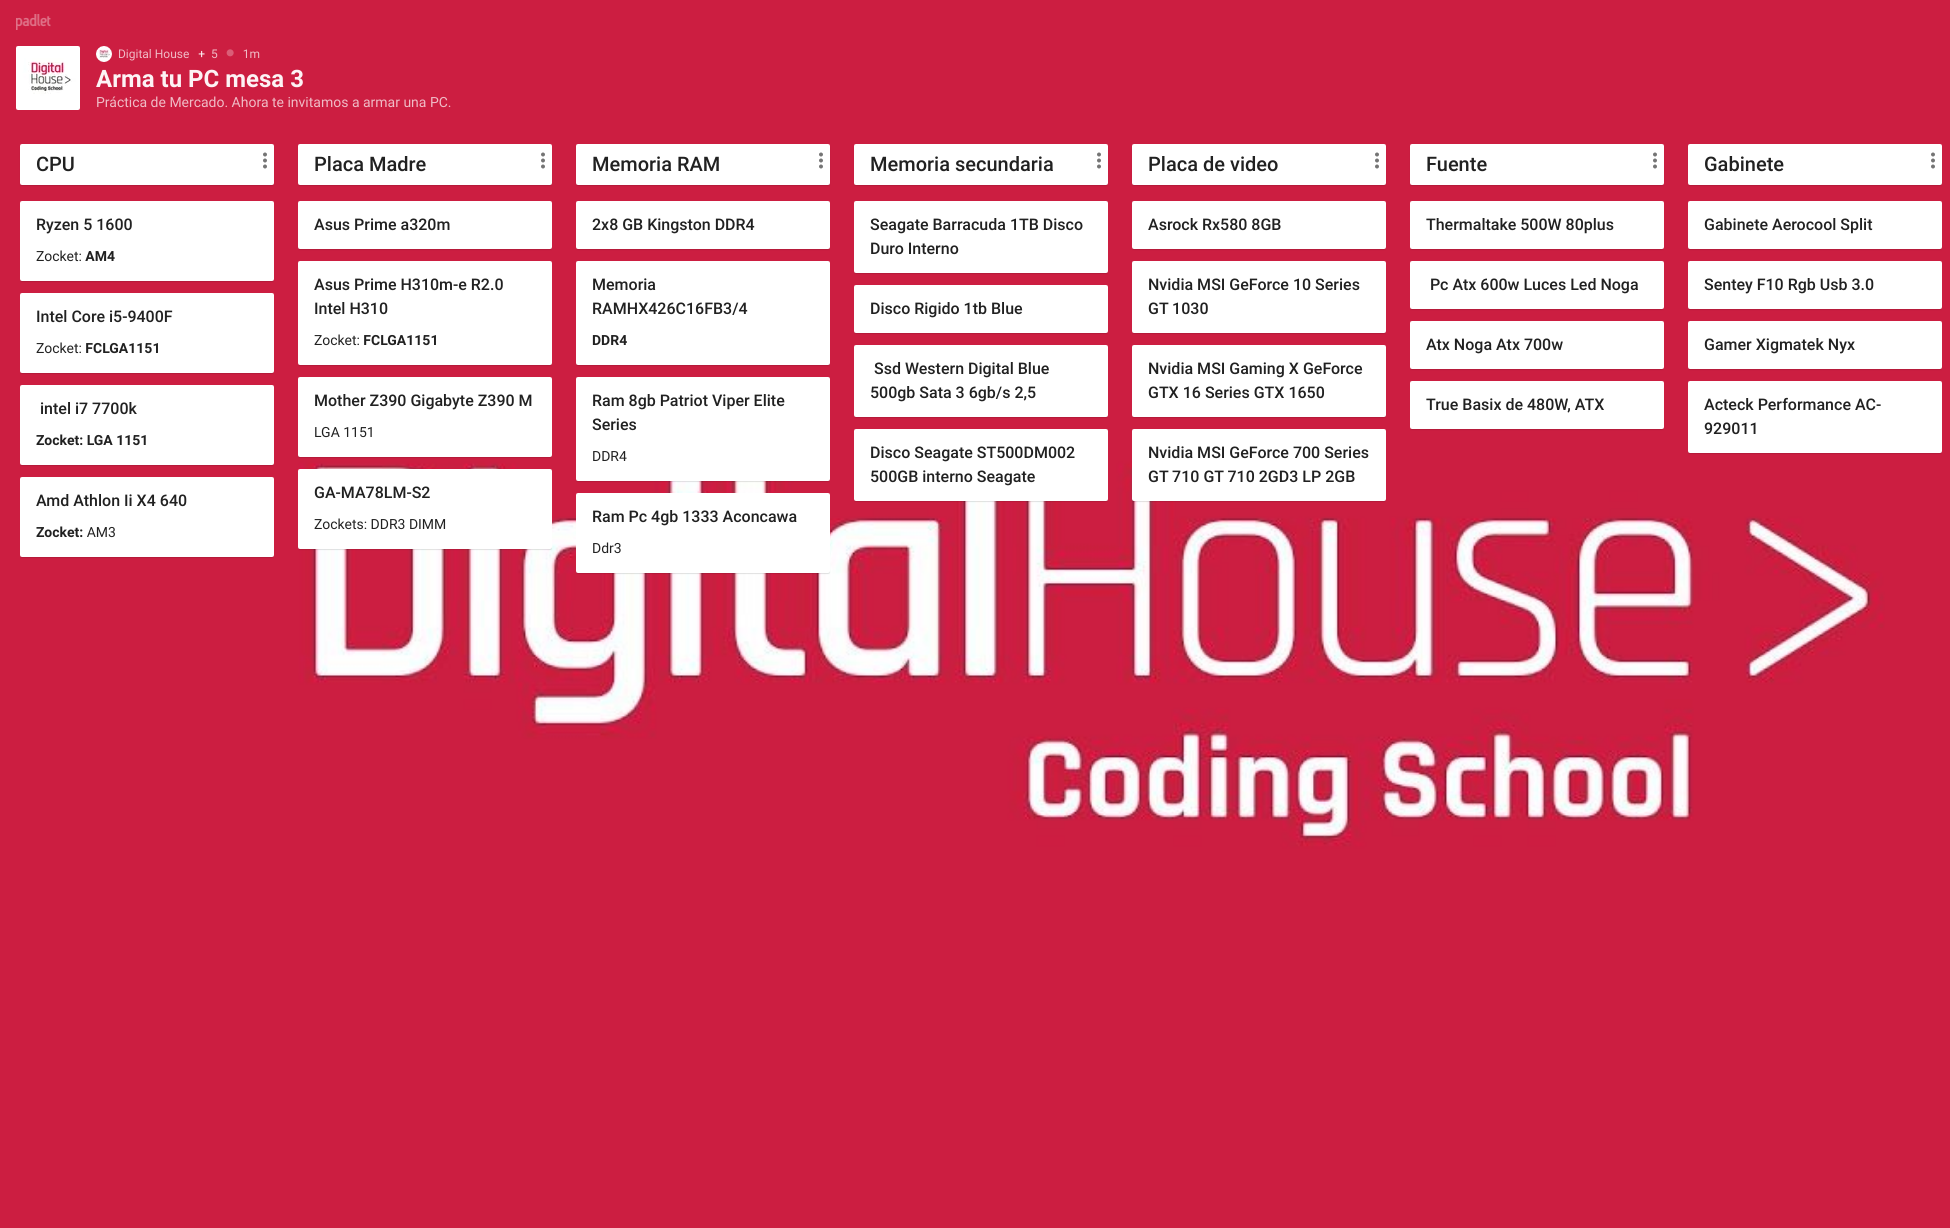 padlet
Digital
House>
Coding School
Digital House + 5 1m
Arma tu PC mesa 3
Práctica de Mercado. Ahora te invitamos a armar una PC.
CPU
Ryzen 5 1600
Zocket: AM4
Intel Core i5-9400F
Zocket: FCLGA1151
intel i7 7700k
Zocket: LGA 1151
Amd Athlon Ii X4 640
Zocket: AM3
Placa Madre
Asus Prime a320m
Asus Prime H310m-e R2.0
Intel H310
Zocket: FCLGA1151
Mother Z390 Gigabyte Z390 M
LGA 1151
GA-MA78LM-S2
Zockets: DDR3 DIMM
Memoria RAM
2x8 GB Kingston DDR4
Memoria
RAMHX426C16FB3/4
DDR4
Ram 8gb Patriot Viper Elite
Series
DDR4
Ram Pc 4gb 1333 Aconcawa
Ddr3
Memoria secundaria
Seagate Barracuda 1TB Disco
Duro Interno
Disco Rigido 1tb Blue
Ssd Western Digital Blue
500gb Sata 3 6gb/s 2,5
Disco Seagate ST500DM002
500GB interno Seagate
Placa de video
Asrock Rx580 8GB
Nvidia MSI GeForce 10 Series
GT 1030
Nvidia MSI Gaming X GeForce
GTX 16 Series GTX 1650
Nvidia MSI GeForce 700 Series
GT 710 GT 710 2GD3 LP 2GB
Fuente
Thermaltake 500W 80plus
Pc Atx 600w Luces Led Noga
Atx Noga Atx 700w
True Basix de 480W, ATX
Gabinete
Gabinete Aerocool Split
Sentey F10 Rgb Usb 3.0
Gamer Xigmatek Nyx
Acteck Performance AC-
929011
DigitalHouse>
Coding School